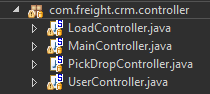 com.freight.crm.controller
LoadController.java
MainController.java
PickDropController.java
UserController.java